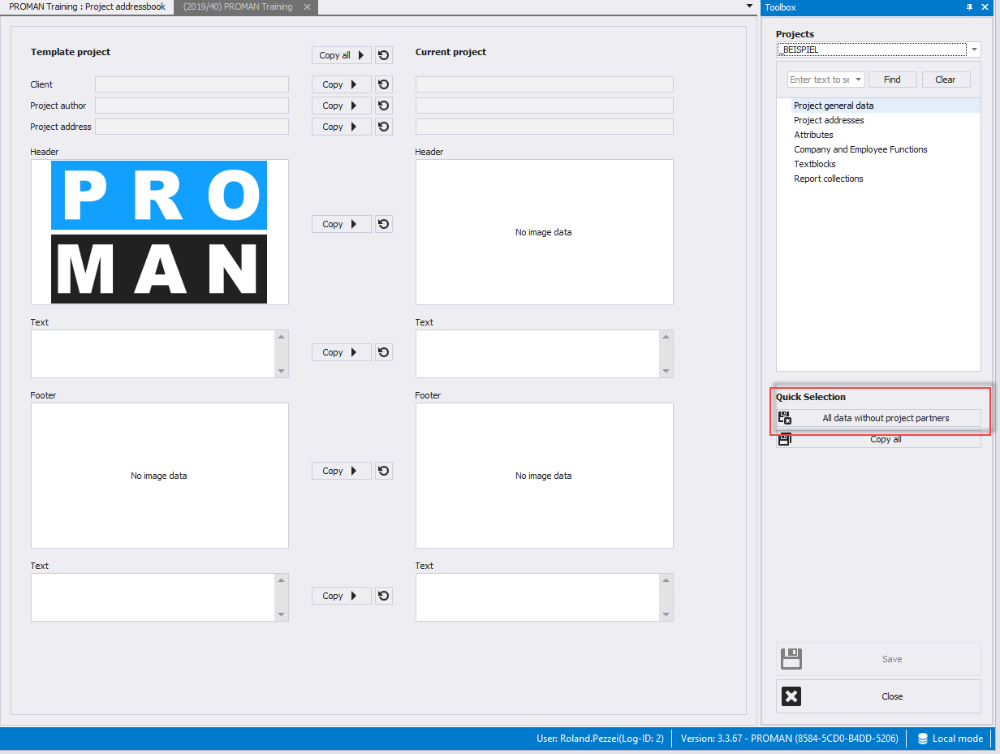 PROMAN Training : Project addressbook
(2019/40) PROMAN Training
Toolbox
Template project
Copy all
Current project
Client
Copy
Project author
Copy
Project address
Copy
Header
Header
PRO
MAN
Copy
No image data
Text
Text
Copy
Footer
Footer
No image data
Copy
No image data
Text
Text
Copy
Projects
_BEISPIEL
Enter text to se
Find
Clear
Project general data
Project addresses
Attributes
Company and Employee Functions
Textblocks
Report collections
Quick Selection
All data without project partners
Copy all
Save
Close
User: Roland.Pezzei(Log-ID: 2)
Version: 3.3.67 - PROMAN (8584-5CD0-B4DD-5206)
Local mode